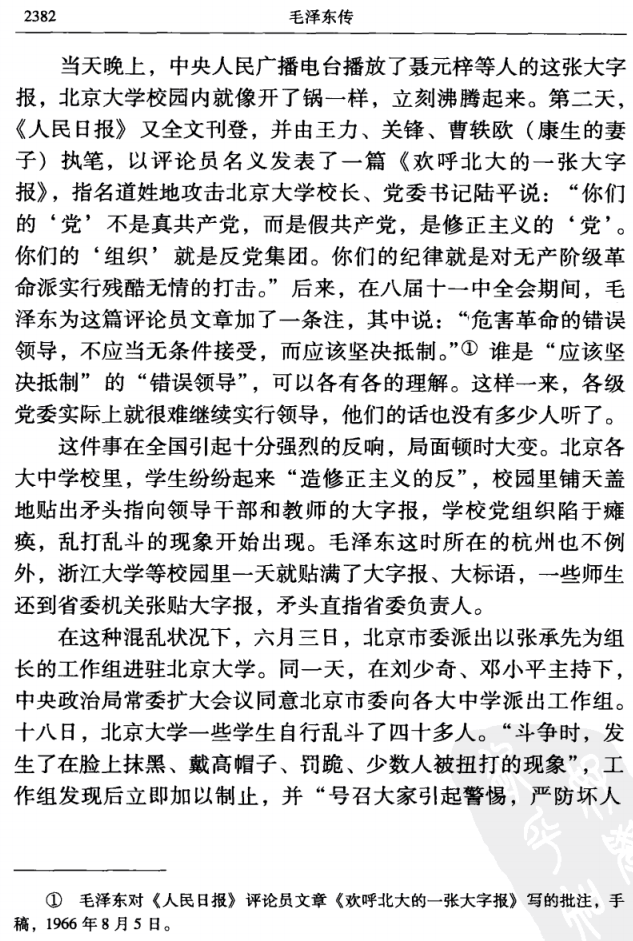 2382
毛泽东传
当天晚上，中央人民广播电台播放了聂元梓等人的这张大字
报，北京大学校园内就像开了锅一样，立刻沸腾起来。第二天，
《人民日报》又全文刊登，并由王力、关锋、曹轶欧（康生的妻
子）执笔，以评论员名义发表了一篇《欢呼北大的一张大字
报》，指名道姓地攻击北京大学校长、党委书记陆平说：“你们
的‘党’不是真共产党，而是假共产党，是修正主义的‘党’。
你们的‘组织’就是反党集团。你们的纪律就是对无产阶级革
命派实行残酷无情的打击。”后来，在八届十一中全会期间，毛
泽东为这篇评论员文章加了一条注，其中说：“危害革命的错误
领导，不应当无条件接受，而应该坚决抵制。”① 谁是“应该坚
决抵制”的“错误领导”，可以各有各的理解。这样一来，各级
党委实际上就很难继续实行领导，他们的话也没有多少人听了。
这件事在全国引起十分强烈的反响，局面顿时大变。北京各
大中学校里，学生纷纷起来“造修正主义的反”，校园里铺天盖
地贴出矛头指向领导干部和教师的大字报，学校党组织陷于瘫
痪，乱打乱斗的现象开始出现。毛泽东这时所在的杭州也不例
外，浙江大学等校园里一天就贴满了大字报、大标语，一些师生
还到省委机关张贴大字报，矛头直指省委负责人。
在这种混乱状况下，六月三日，北京市委派出以张承先为组
长的工作组进驻北京大学。同一天，在刘少奇、邓小平主持下，
中央政治局常委扩大会议同意北京市委向各大中学派出工作组。
十八日，北京大学一些学生自行乱斗了四十多人。“斗争时，发
生了在脸上抹黑、戴高帽子、罚跪、少数人被扭打的现象”，工
作组发现后立即加以制止，并“号召大家引起警惕，严防坏人
① 毛泽东对《人民日报》评论员文章《欢呼北大的一张大字报》写的批注，手
稿，1966年8月5日。